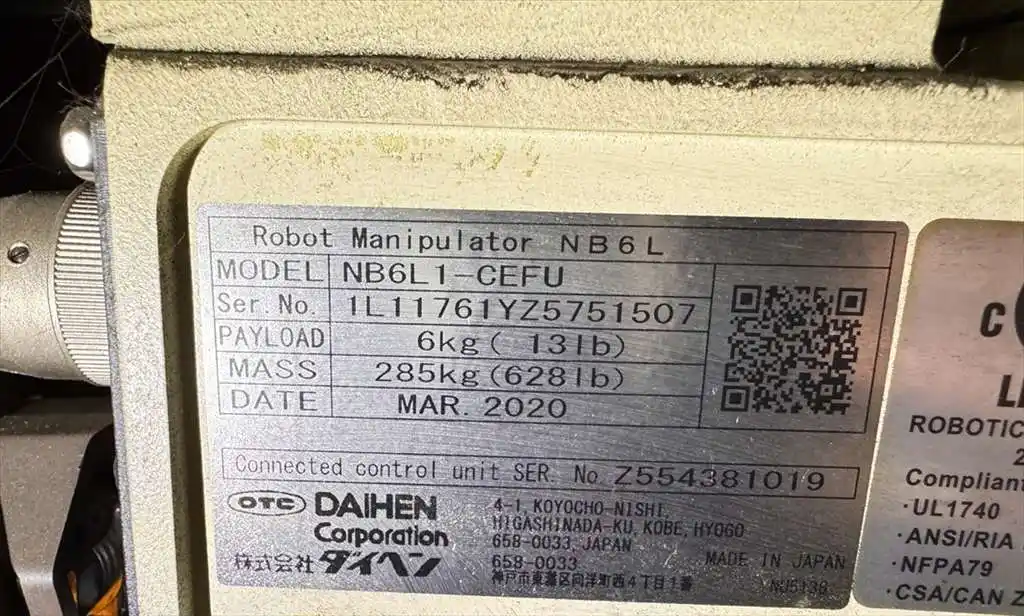 Robot Manipulator NB6L
MODEL NB6L1-CEFU
Ser. No. 1L11761YZ5751507
PAYLOAD 6kg( 13lb)
MASS 285kg(628lb)
DATE MAR. 2020
Connected control unit SER. No. Z554381019
OTC DAIHEN
Corporation
株式会社ダイヘン
4-1, KOYOCHO-NISHI,
HIGASHINADA-KU, KOBE, HYOGO
658-0033, JAPAN
658-0033
神戸市東灘区向洋町西4丁目1番
MADE IN JAPAN
C
ROBOTIC
2
Compliant
·UL1740
·ANSI/RIA
·NFPA79
·CSA/CAN Z